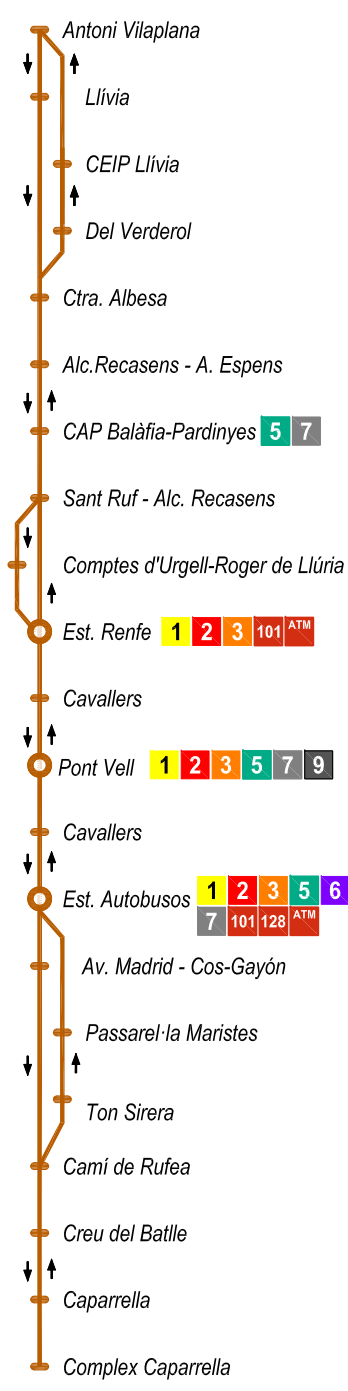 Antoni Vilaplana
Llívia
CEIP Llívia
Del Verderol
Ctra. Albesa
Alc.Recasens - A. Espens
CAP Balàfia-Pardinyes 5 7
Sant Ruf - Alc. Recasens
Comptes d'Urgell-Roger de Llúria
Est. Renfe 1 2 3 101 ATM
Cavallers
Pont Vell 1 2 3 5 7 9
Cavallers
Est. Autobusos 1 2 3 5 6
7 101 128 ATM
Av. Madrid - Cos-Gayón
Passarel·la Maristes
Ton Sirera
Camí de Rufea
Creu del Batlle
Caparrella
Complex Caparrella